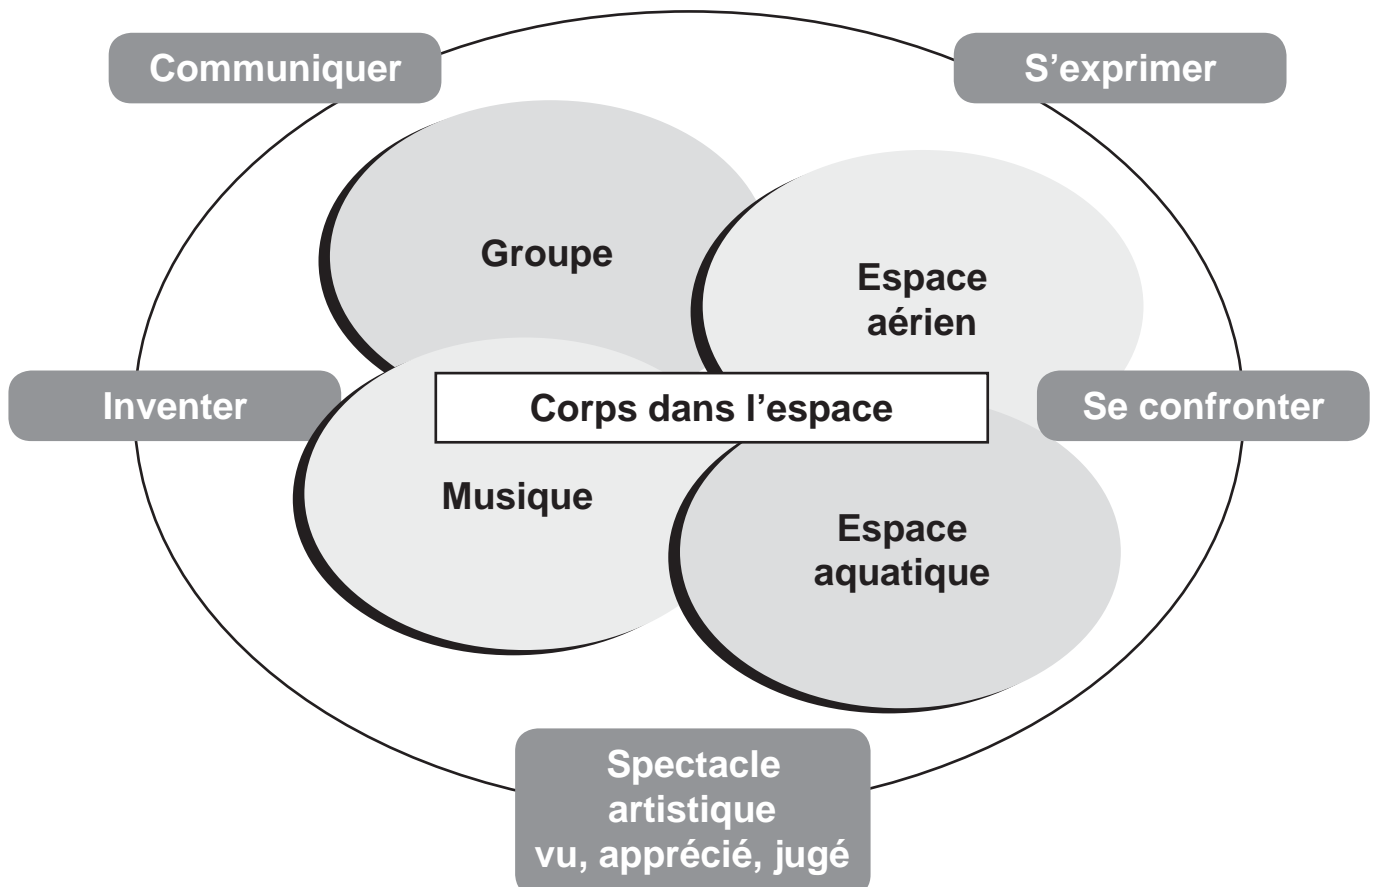 Communiquer
S’exprimer
Groupe
Espace
aérien
Inventer
Corps dans l’espace
Se confronter
Musique
Espace
aquatique
Spectacle
artistique
vu, apprécié, jugé